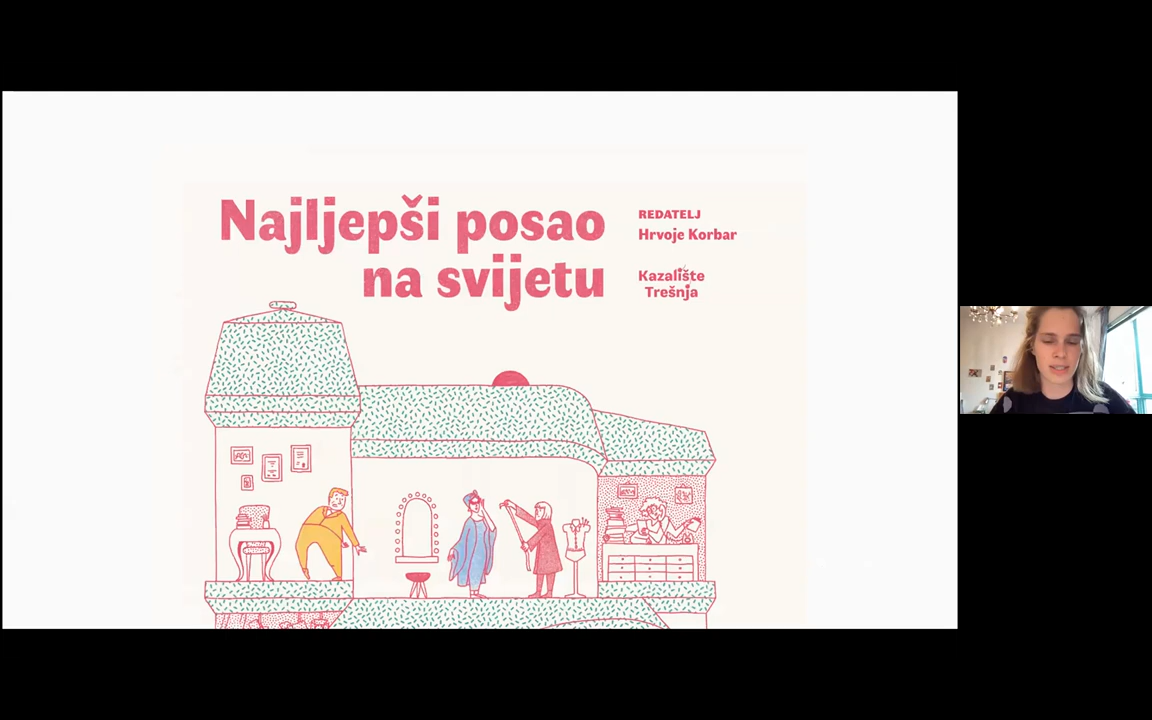 Najljepši posao
na svijetu
REDATELJ
Hrvoje Korbar
Kazalište
Trešnja